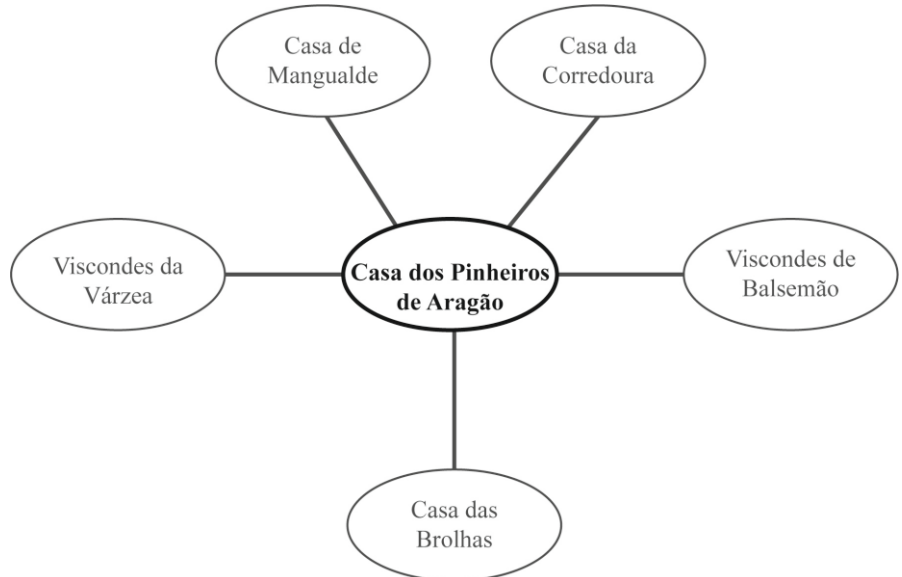 Casa de
Mangualde
Casa da
Corredoura
Viscondes da
Várzea
Casa dos Pinheiros
de Aragão
Viscondes de
Balsemão
Casa das
Brolhas